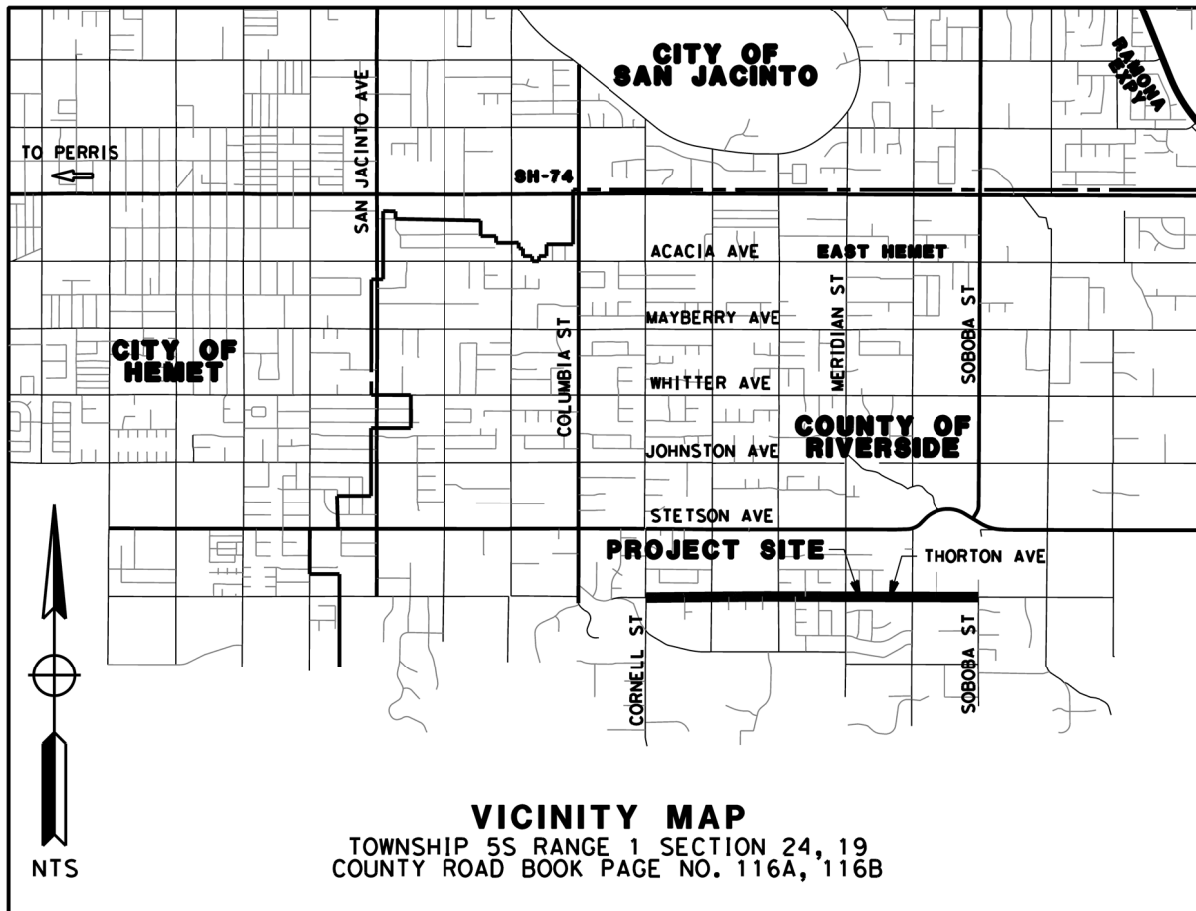 CITY OF
SAN JACINTO
RAMONA
EXPY
SAN JACINTO AVE
TO PERRIS
SH-74
ACACIA AVE
EAST HEMET
MERIDIAN ST
SOBOBA ST
MAYBERRY AVE
COLUMBIA ST
CITY OF
HEMET
WHITTER AVE
COUNTY OF
RIVERSIDE
JOHNSTON AVE
STETSON AVE
PROJECT SITE
THORTON AVE
CORNELL ST
SOBOBA ST
NTS
VICINITY MAP
TOWNSHIP 5S RANGE 1 SECTION 24, 19
COUNTY ROAD BOOK PAGE NO. 116A, 116B